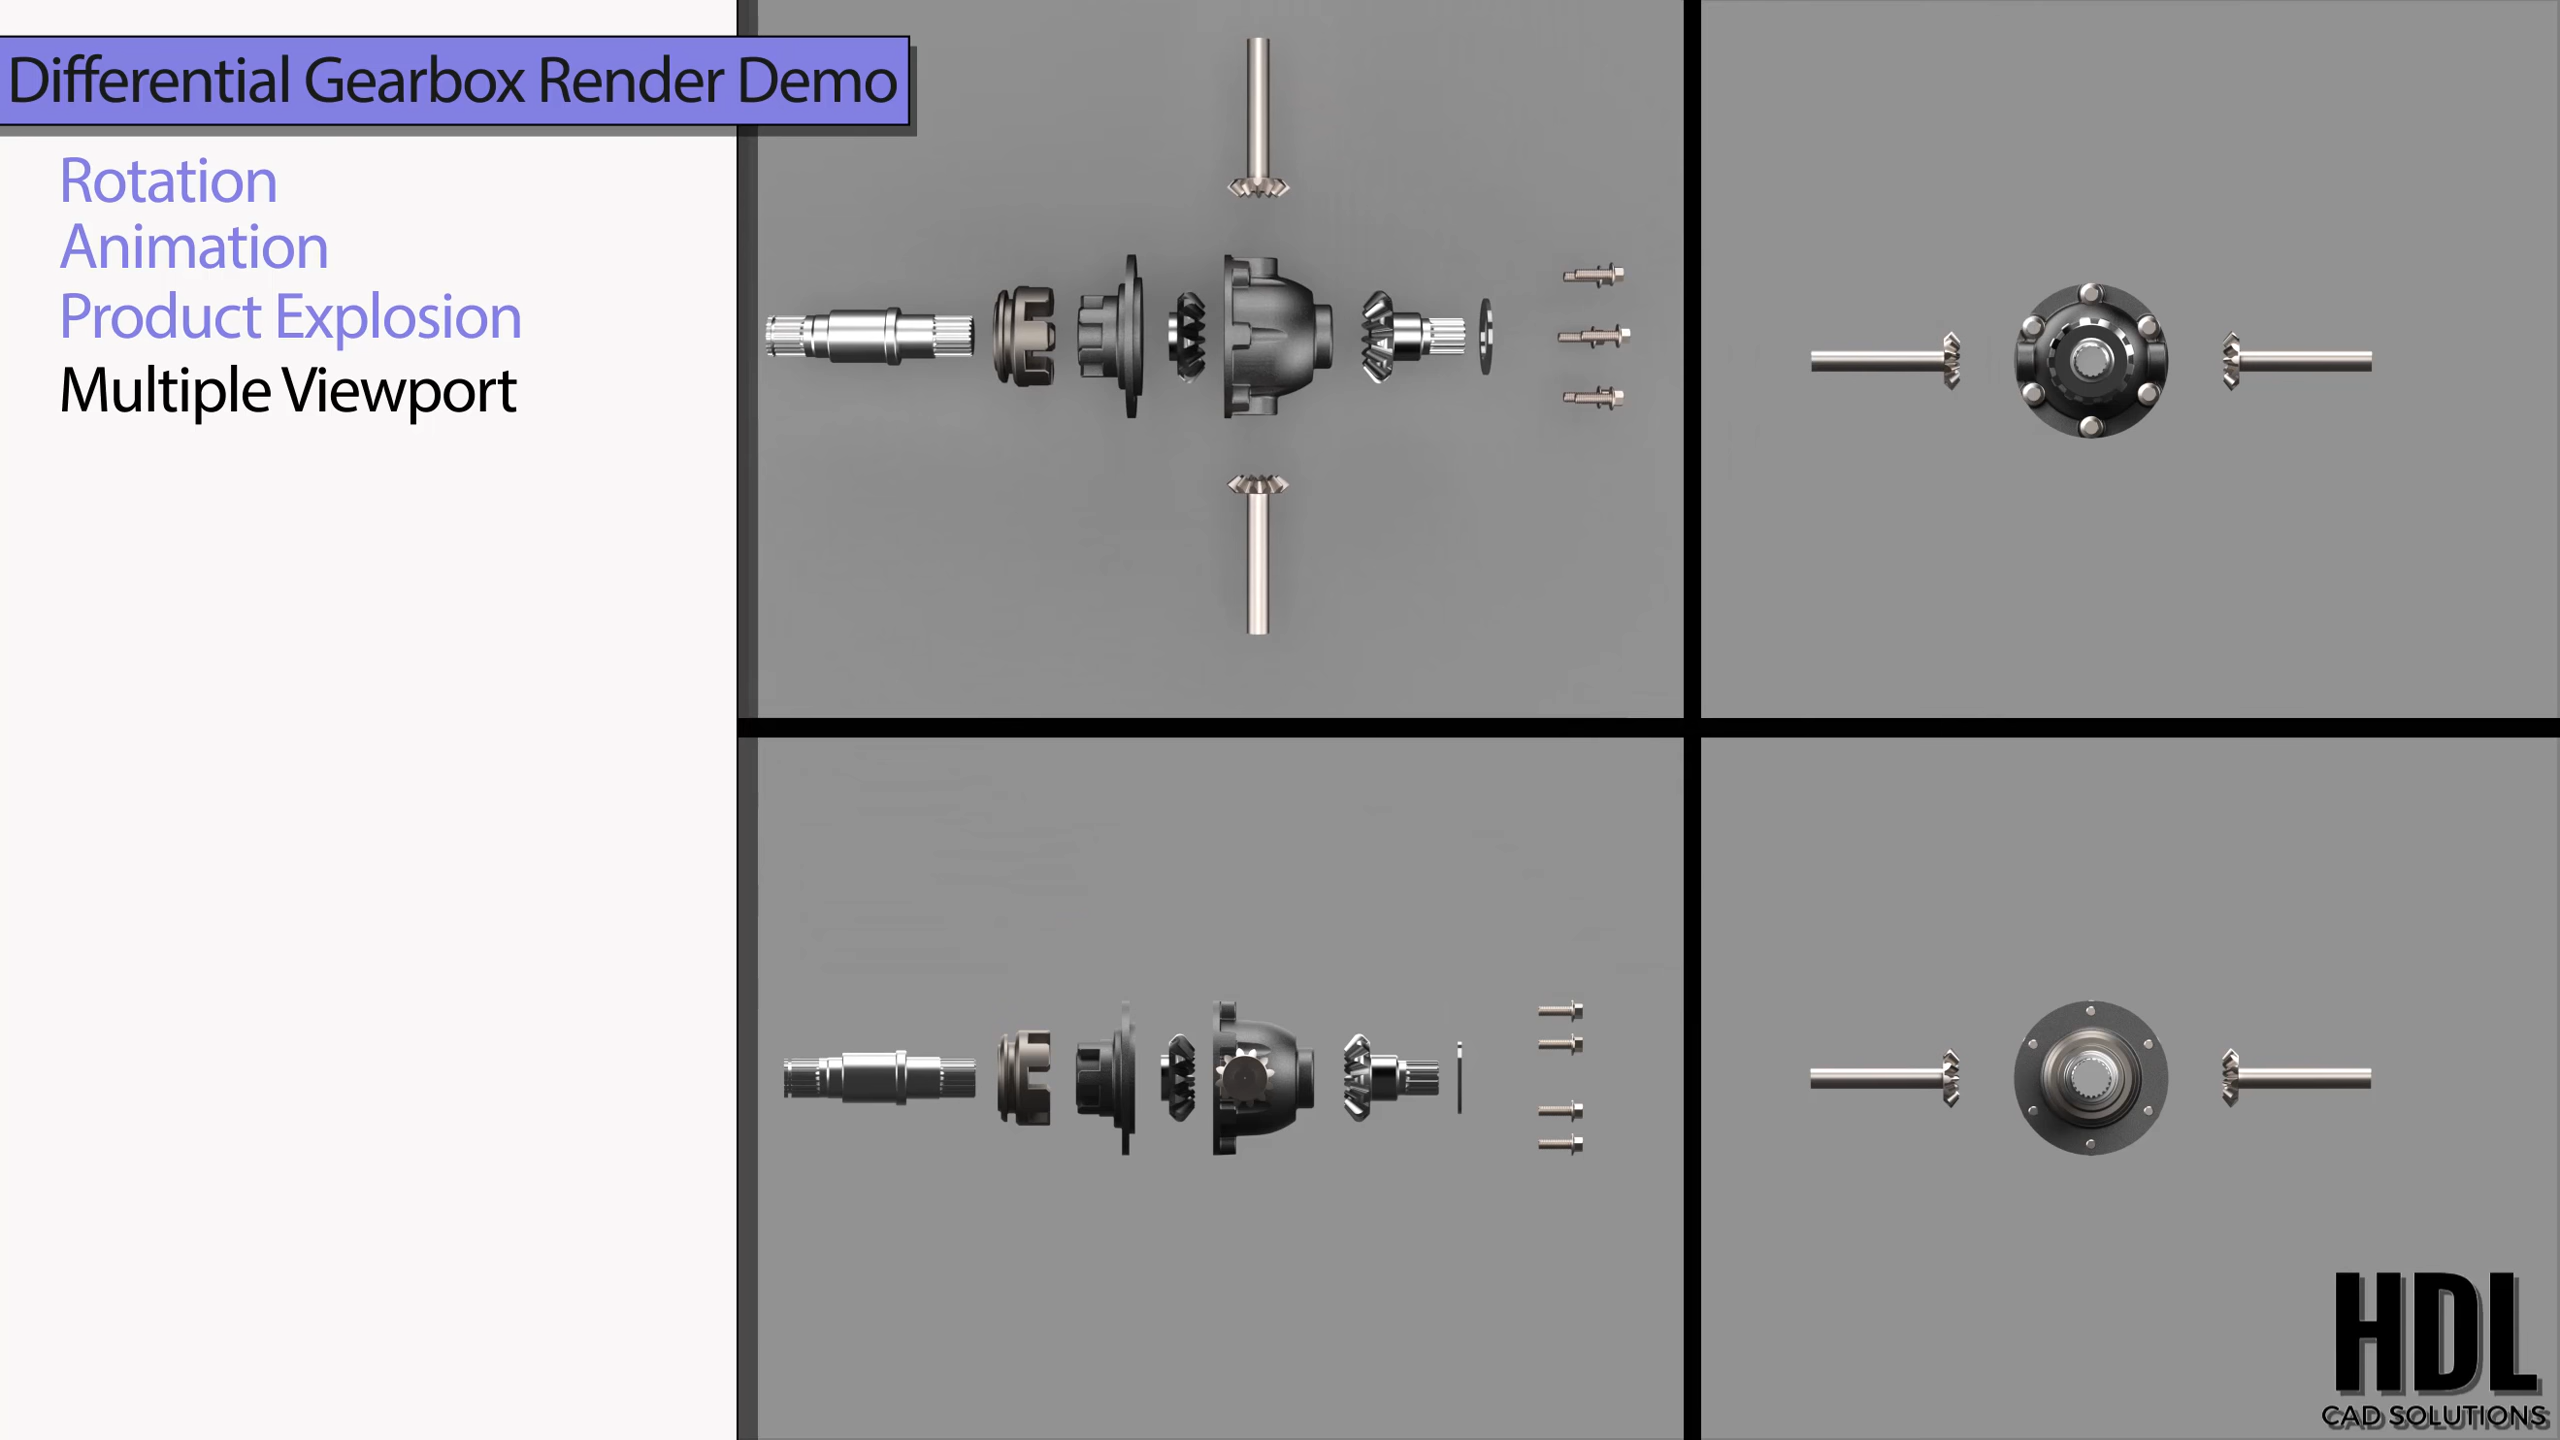 Differential Gearbox Render Demo
Rotation
Animation
Product Explosion
Multiple Viewport
HDL
CAD SOLUTIONS